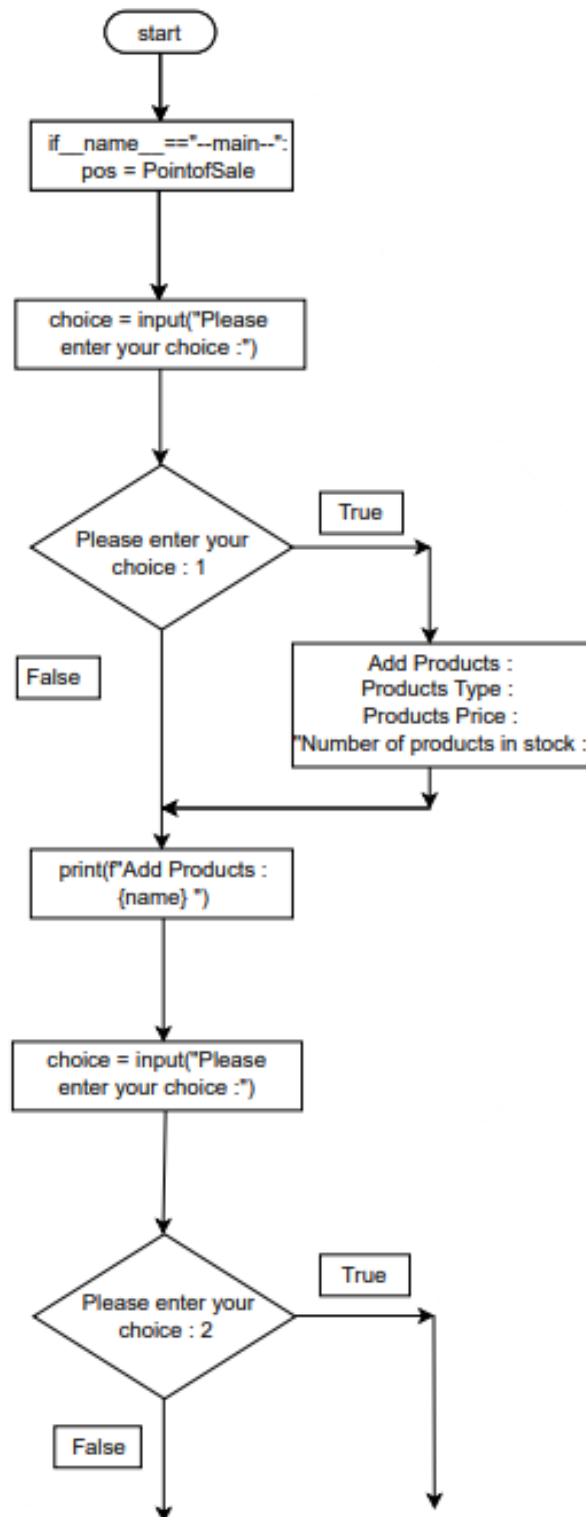 start
if__name__=="--main--":
pos = PointofSale
choice = input("Please
enter your choice :")
Please enter your
choice : 1
True
False
Add Products :
Products Type :
Products Price :
"Number of products in stock :
print(f"Add Products :
{name} ")
choice = input("Please
enter your choice :")
Please enter your
choice : 2
True
False